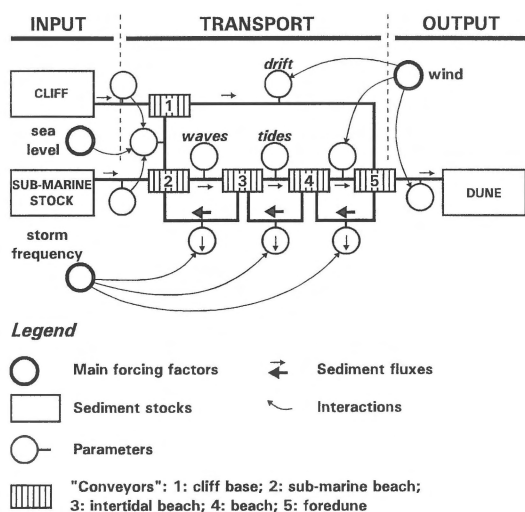 INPUT TRANSPORT OUTPUT
drift
wind
CLIFF
1
sea
level
waves tides
SUB-MARINE
STOCK
2 3 4 5
DUNE
storm
frequency
Legend
Main forcing factors
Sediment fluxes
Sediment stocks
Interactions
Parameters
"Conveyors": 1: cliff base; 2: sub-marine beach;
3: intertidal beach; 4: beach; 5: foredune